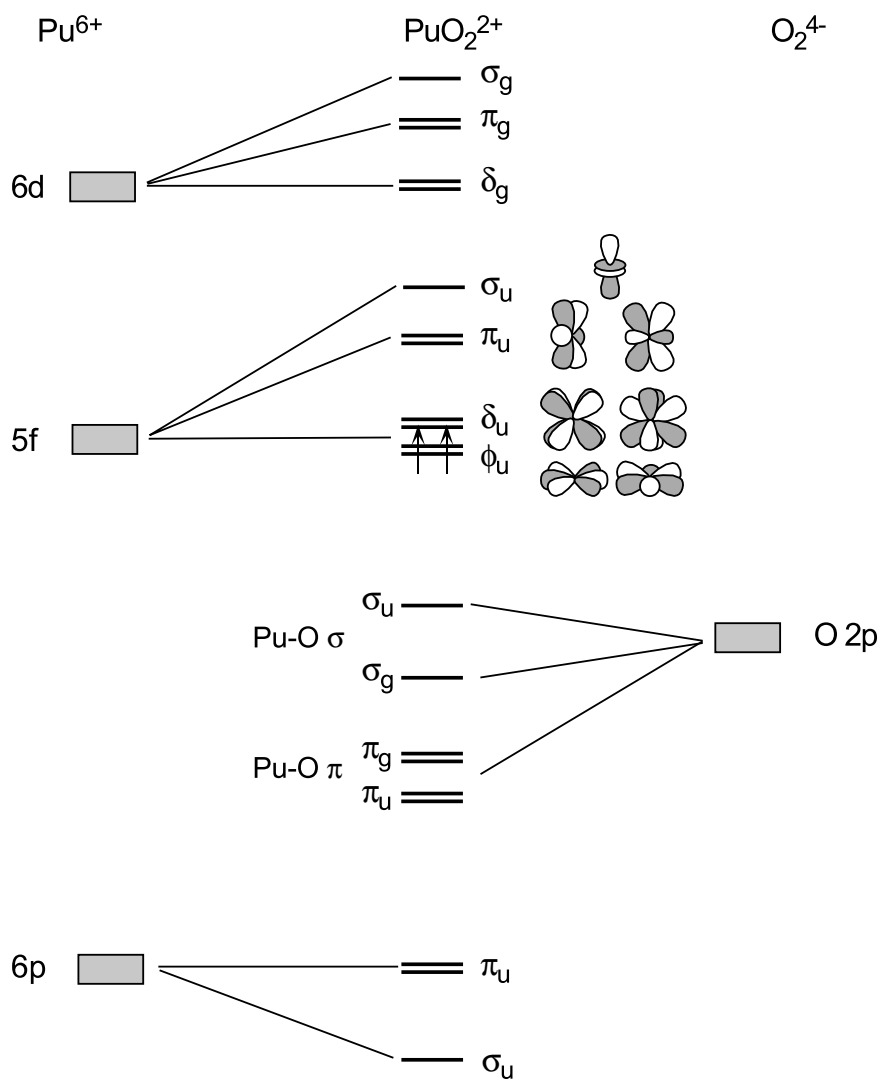 Pu⁶⁺ PuO₂²⁺ O₂⁴⁻
σg
πg
6d δg
σu
πu
δu
5f
ϕu
σu
Pu-O σ O 2p
σg
πg
Pu-O π
πu
6p πu
σu